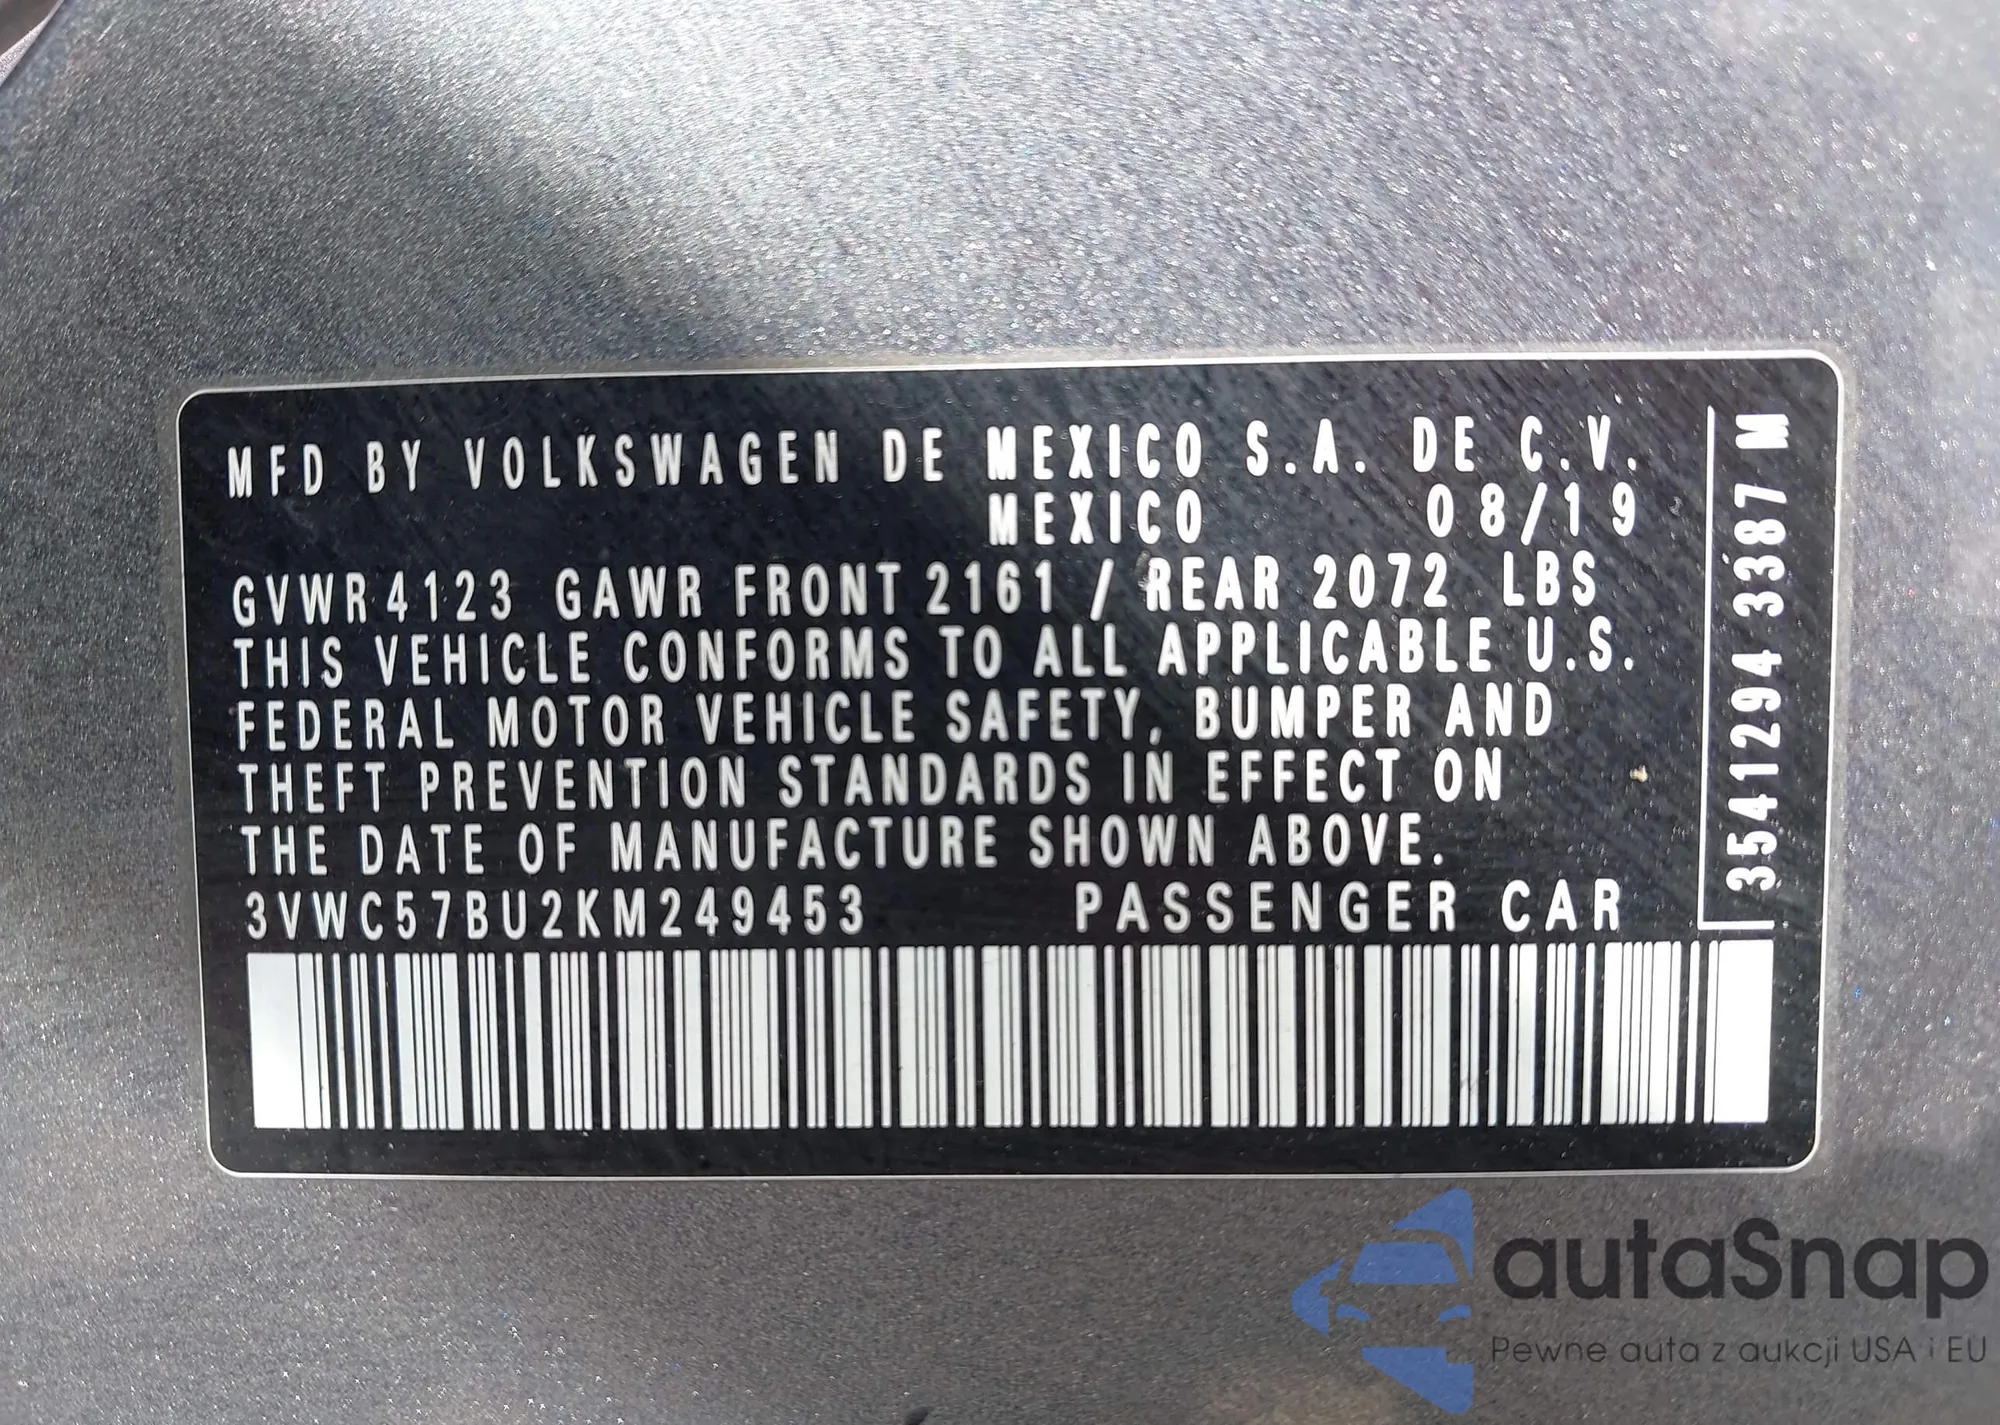 MFD BY VOLKSWAGEN DE MEXICO S.A. DE C.V.
MEXICO 08/19
GVWR 4123 GAWR FRONT 2161 / REAR 2072 LBS
THIS VEHICLE CONFORMS TO ALL APPLICABLE U.S.
FEDERAL MOTOR VEHICLE SAFETY, BUMPER AND
THEFT PREVENTION STANDARDS IN EFFECT ON
THE DATE OF MANUFACTURE SHOWN ABOVE.
3VWC57BU2KM249453 PASSENGER CAR
3541294 3387 M
autaSnap
Pewne auta z aukcji USA i EU